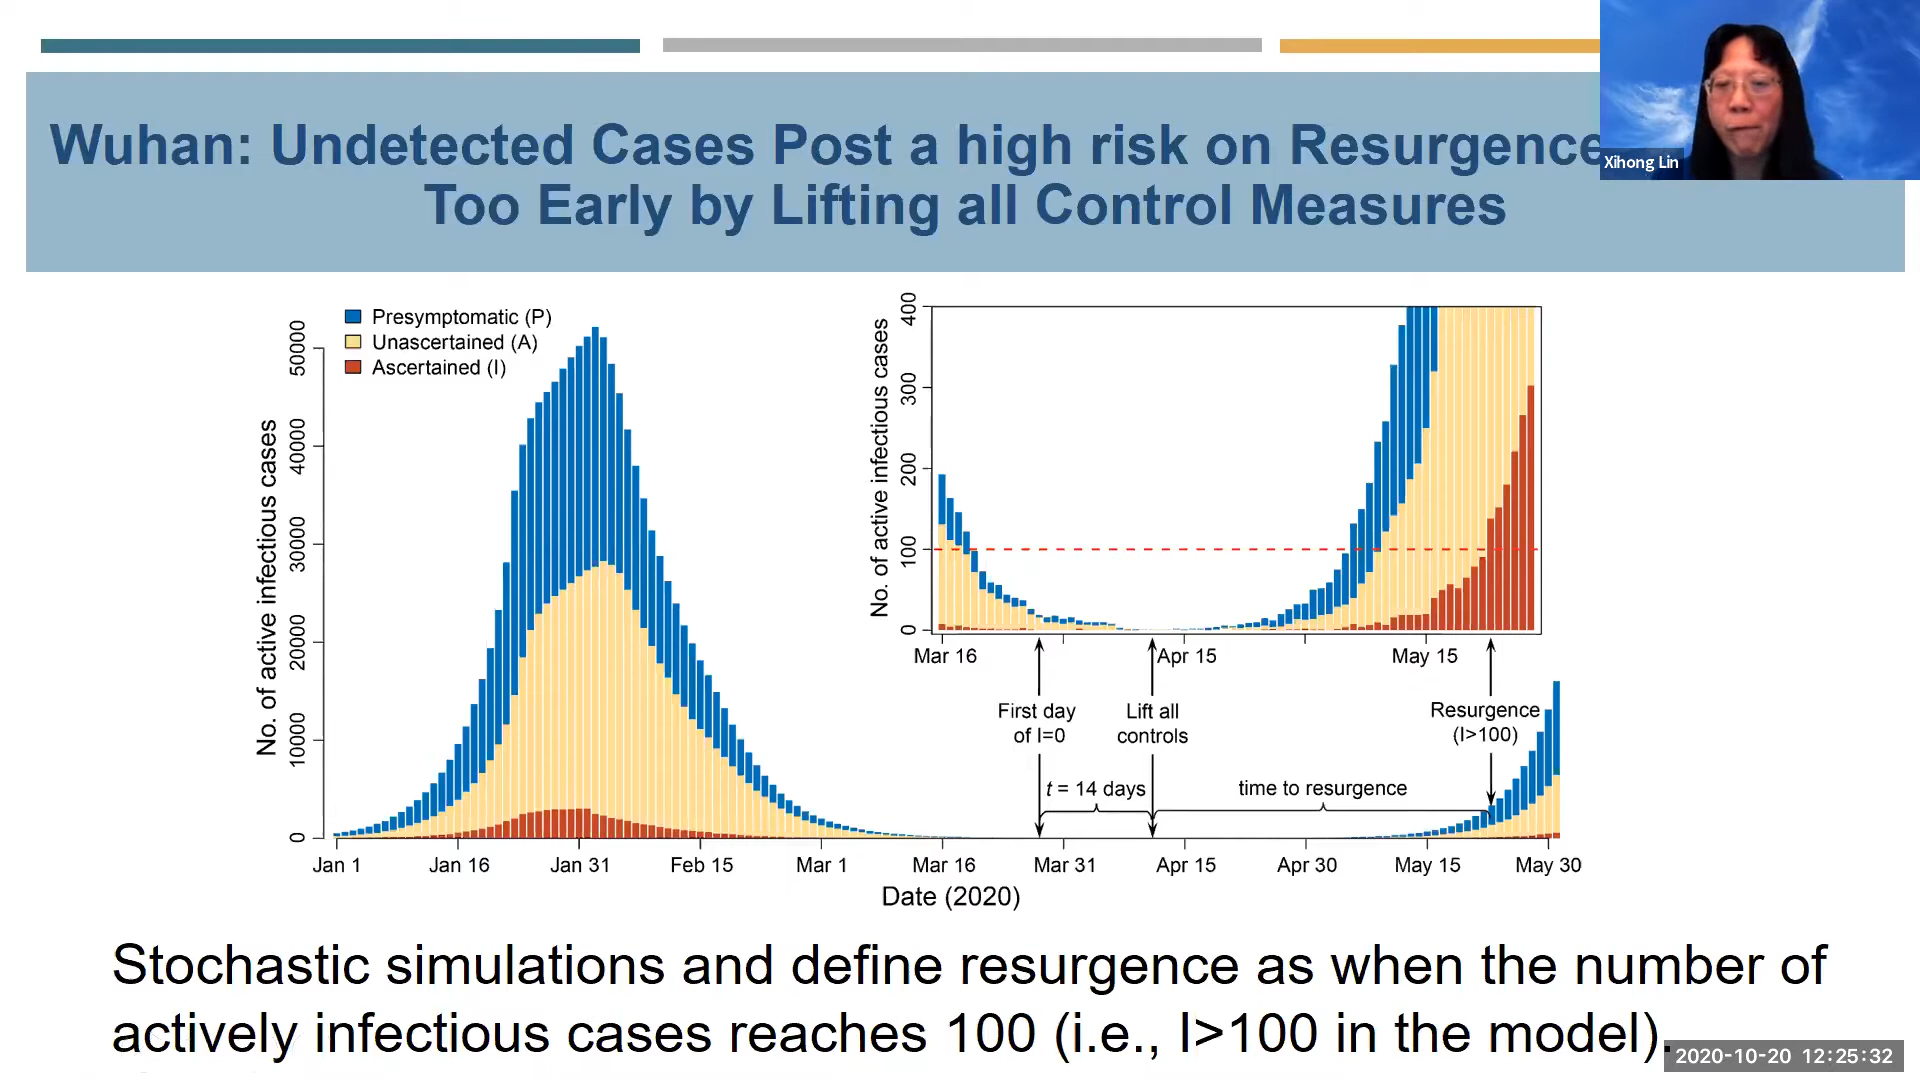 Wuhan: Undetected Cases Post a high risk on Resurgence
Too Early by Lifting all Control Measures
Xihong Lin
Presymptomatic (P)
Unascertained (A)
Ascertained (I)
No. of active infectious cases
50000
40000
30000
20000
10000
0
Jan 1
Jan 16
Jan 31
Feb 15
Mar 1
Mar 16
Mar 31
Apr 15
Apr 30
May 15
May 30
Date (2020)
No. of active infectious cases
400
300
200
100
0
Mar 16
Apr 15
May 15
First day
of I=0
Lift all
controls
Resurgence
(I>100)
t = 14 days
time to resurgence
Stochastic simulations and define resurgence as when the number of
actively infectious cases reaches 100 (i.e., I>100 in the model).
2020-10-20 12:25:32